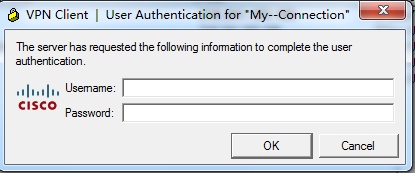 VPN Client | User Authentication for "My--Connection"
The server has requested the following information to complete the user
authentication.
CISCO
Username:
Password:
OK Cancel